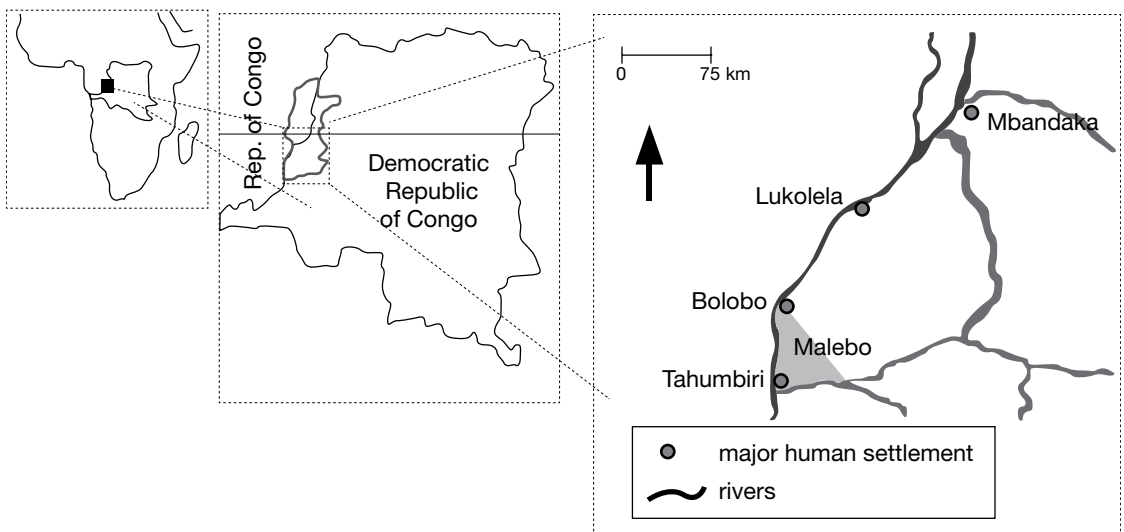 Rep. of Congo
Democratic
Republic
of Congo
0 75 km
Mbandaka
Lukolela
Bolobo
Malebo
Tahumbiri
major human settlement
rivers